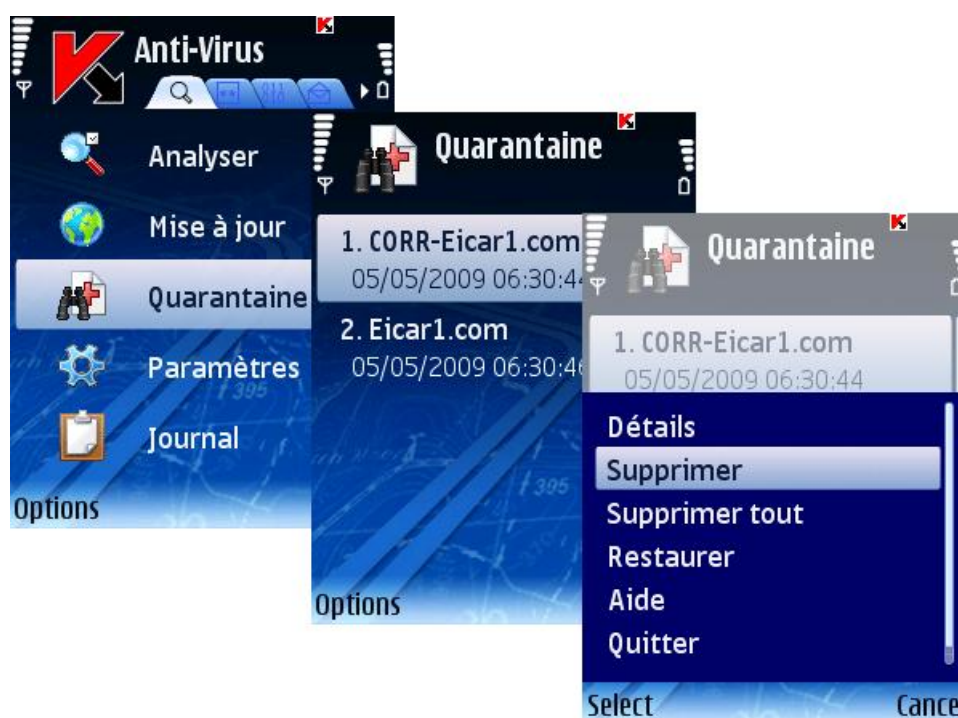 Anti-Virus
Analyser
Mise à jour
Quarantaine
Paramètres
Journal
Options
Quarantaine
1. CORR-Eicar1.com
05/05/2009 06:30:44
2. Eicar1.com
05/05/2009 06:30:46
Options
Quarantaine
1. CORR-Eicar1.com
05/05/2009 06:30:44
Détails
Supprimer
Supprimer tout
Restaurer
Aide
Quitter
Select
Cance